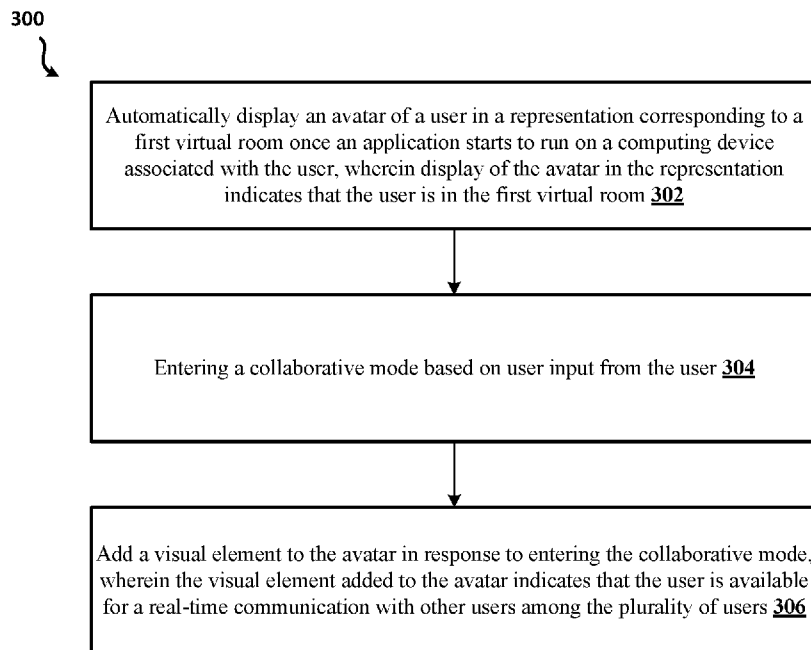 300
Automatically display an avatar of a user in a representation corresponding to a
first virtual room once an application starts to run on a computing device
associated with the user, wherein display of the avatar in the representation
indicates that the user is in the first virtual room 302
Entering a collaborative mode based on user input from the user 304
Add a visual element to the avatar in response to entering the collaborative mode,
wherein the visual element added to the avatar indicates that the user is available
for a real-time communication with other users among the plurality of users 306